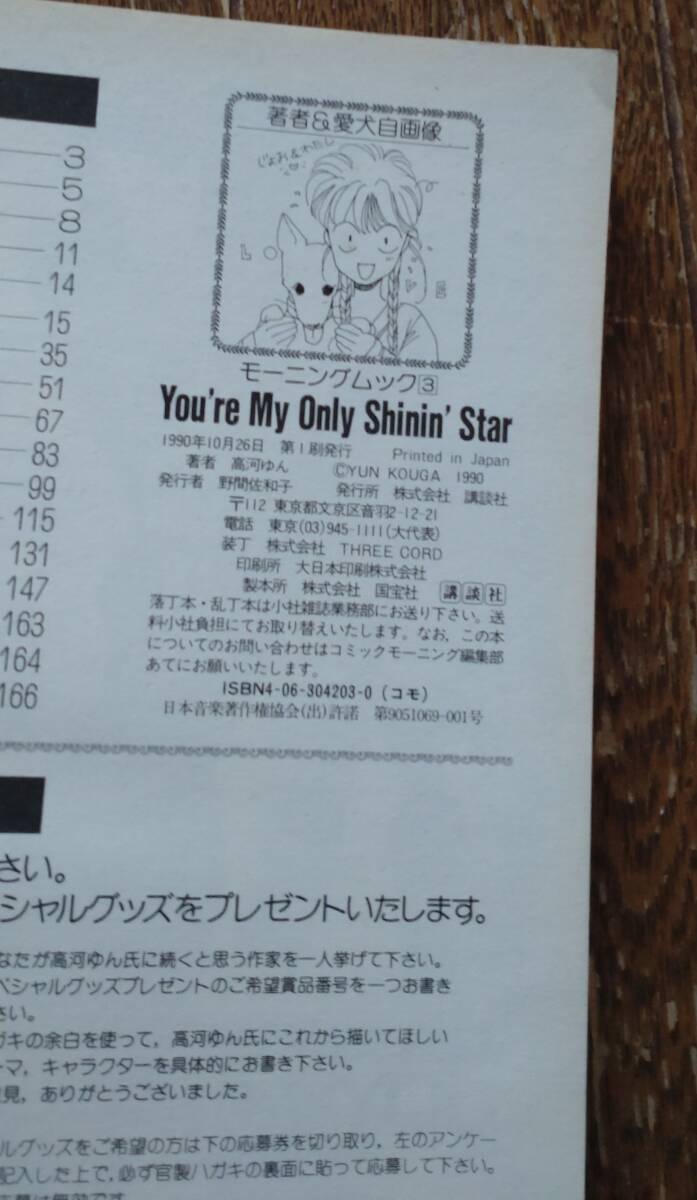 著者&愛犬自画像
じょお&わたし
L O
P E
3
5
8
11
14
15
35
51
67
83
99
115
131
147
163
164
166
モーニングムック3
You're My Only Shinin' Star
1990年10月26日 第1刷発行 Printed in Japan
著者 高河ゆん ©YUN KOUGA 1990
発行者 野間佐和子 発行所 株式会社 講談社
〒112 東京都文京区音羽2-12-21
電話 東京(03)945-1111(大代表)
装丁 株式会社 THREE CORD
印刷所 大日本印刷株式会社
製本所 株式会社 国宝社 講談社
落丁本・乱丁本は小社雑誌業務部にお送り下さい。送
料小社負担にてお取り替えいたします。なお、この本
についてのお問い合わせはコミックモーニング編集部
あてにお願いいたします。
ISBN4-06-304203-0 (コモ)
日本音楽著作権協会(出)許諾 第9051069-001号
さい。
シャルグッズをプレゼントいたします。
なたが高河ゆん氏に続くと思う作家を一人挙げて下さい。
ペシャルグッズプレゼントのご希望賞品番号を一つお書き
さい。
ガキの余白を使って，高河ゆん氏にこれから描いてほしい
ーマ，キャラクターを具体的にお書き下さい。
見，ありがとうございました。
ルグッズをご希望の方は下の応募券を切り取り，左のアンケー
記入した上で，必ず官製ハガキの裏面に貼って応募して下さい。
応募は無効です